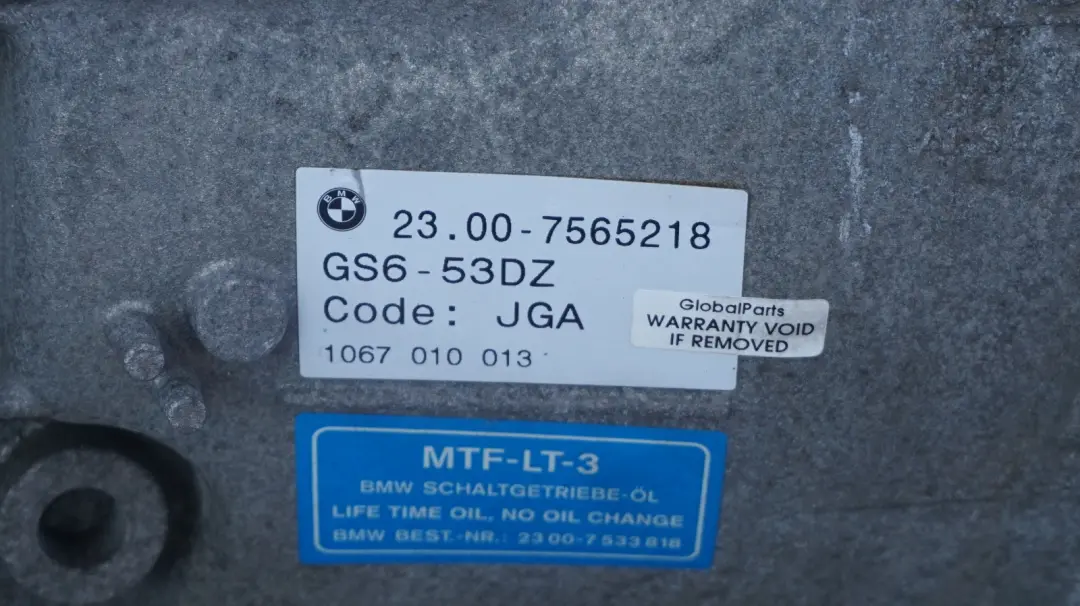 BMW
23.00-7565218
GS6-53DZ
Code: JGA
1067 010 013
GlobalParts
WARRANTY VOID
IF REMOVED
MTF-LT-3
BMW SCHALTGETRIEBE-ÖL
LIFE TIME OIL, NO OIL CHANGE
BMW BEST.-NR.: 23 00-7 533 818